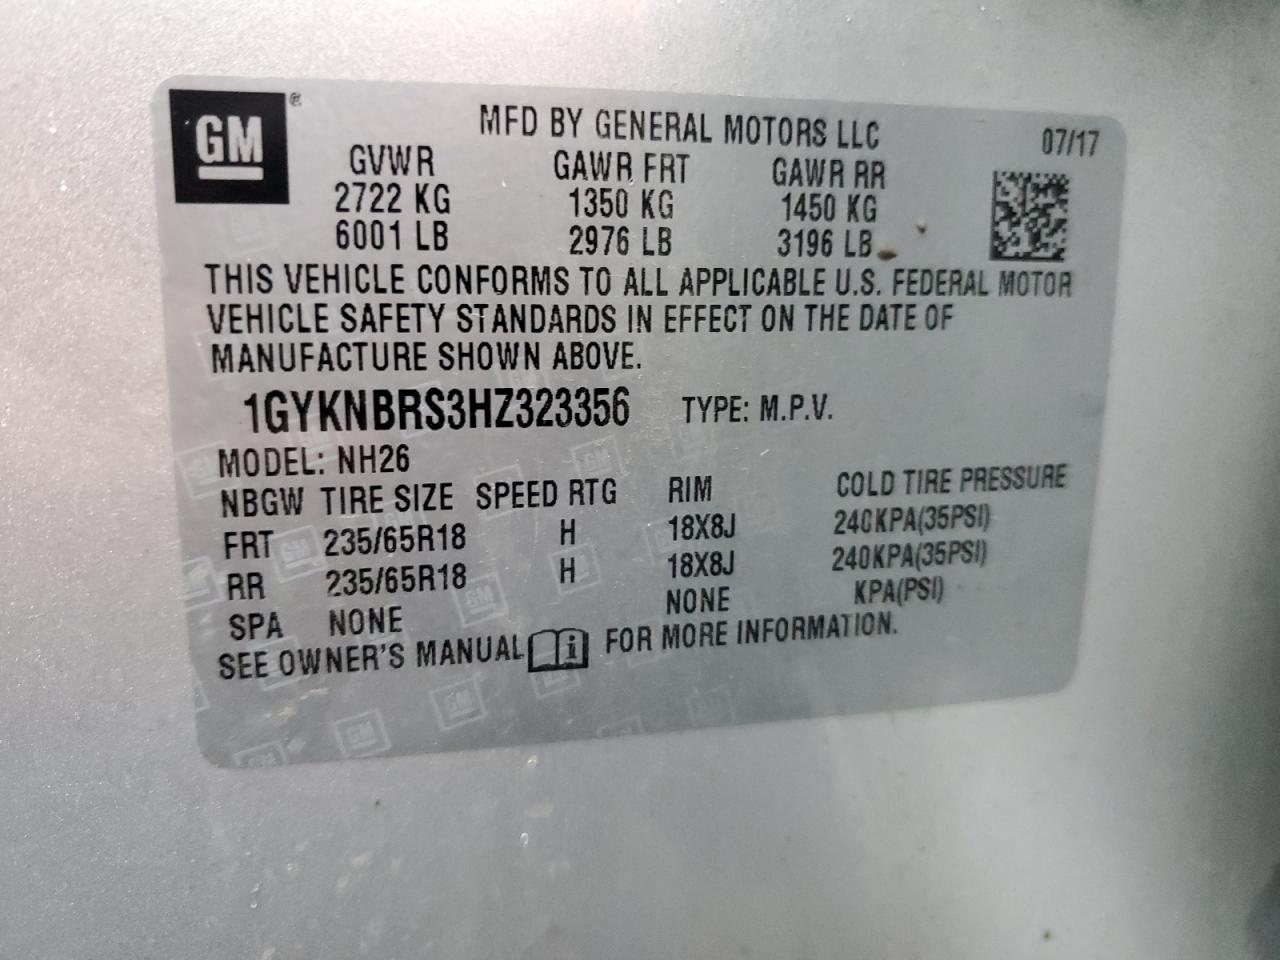 GM ®
MFD BY GENERAL MOTORS LLC 07/17
GVWR GAWR FRT GAWR RR
2722 KG 1350 KG 1450 KG
6001 LB 2976 LB 3196 LB
THIS VEHICLE CONFORMS TO ALL APPLICABLE U.S. FEDERAL MOTOR
VEHICLE SAFETY STANDARDS IN EFFECT ON THE DATE OF
MANUFACTURE SHOWN ABOVE.
1GYKNBRS3HZ323356 TYPE: M.P.V.
MODEL: NH26
NBGW TIRE SIZE SPEED RTG RIM COLD TIRE PRESSURE
FRT 235/65R18 H 18X8J 240KPA(35PSI)
RR 235/65R18 H 18X8J 240KPA(35PSI)
SPA NONE NONE KPA(PSI)
SEE OWNER'S MANUAL i FOR MORE INFORMATION.